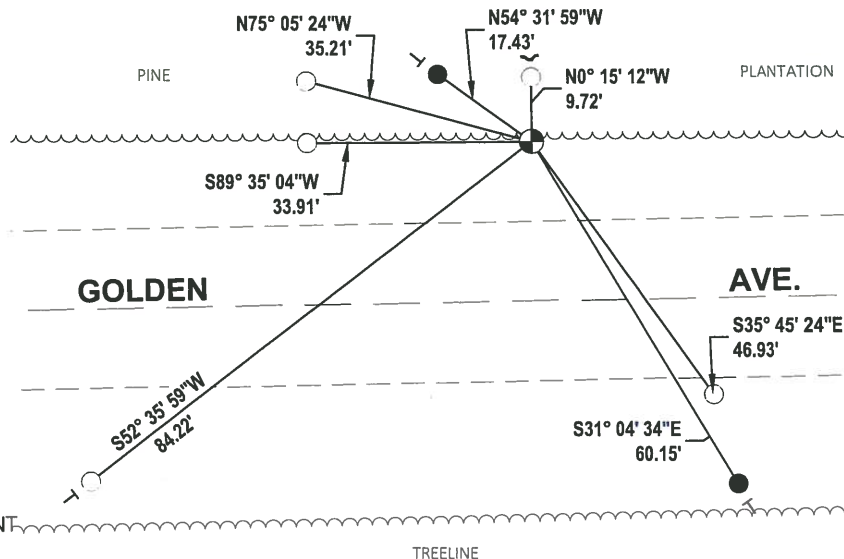 N75° 05' 24"W
35.21'
N54° 31' 59"W
17.43'
PINE
N0° 15' 12"W
9.72'
PLANTATION
S89° 35' 04"W
33.91'
GOLDEN AVE.
S35° 45' 24"E
46.93'
S52° 35' 59"W
84.22'
S31° 04' 34"E
60.15'
NT
TREELINE